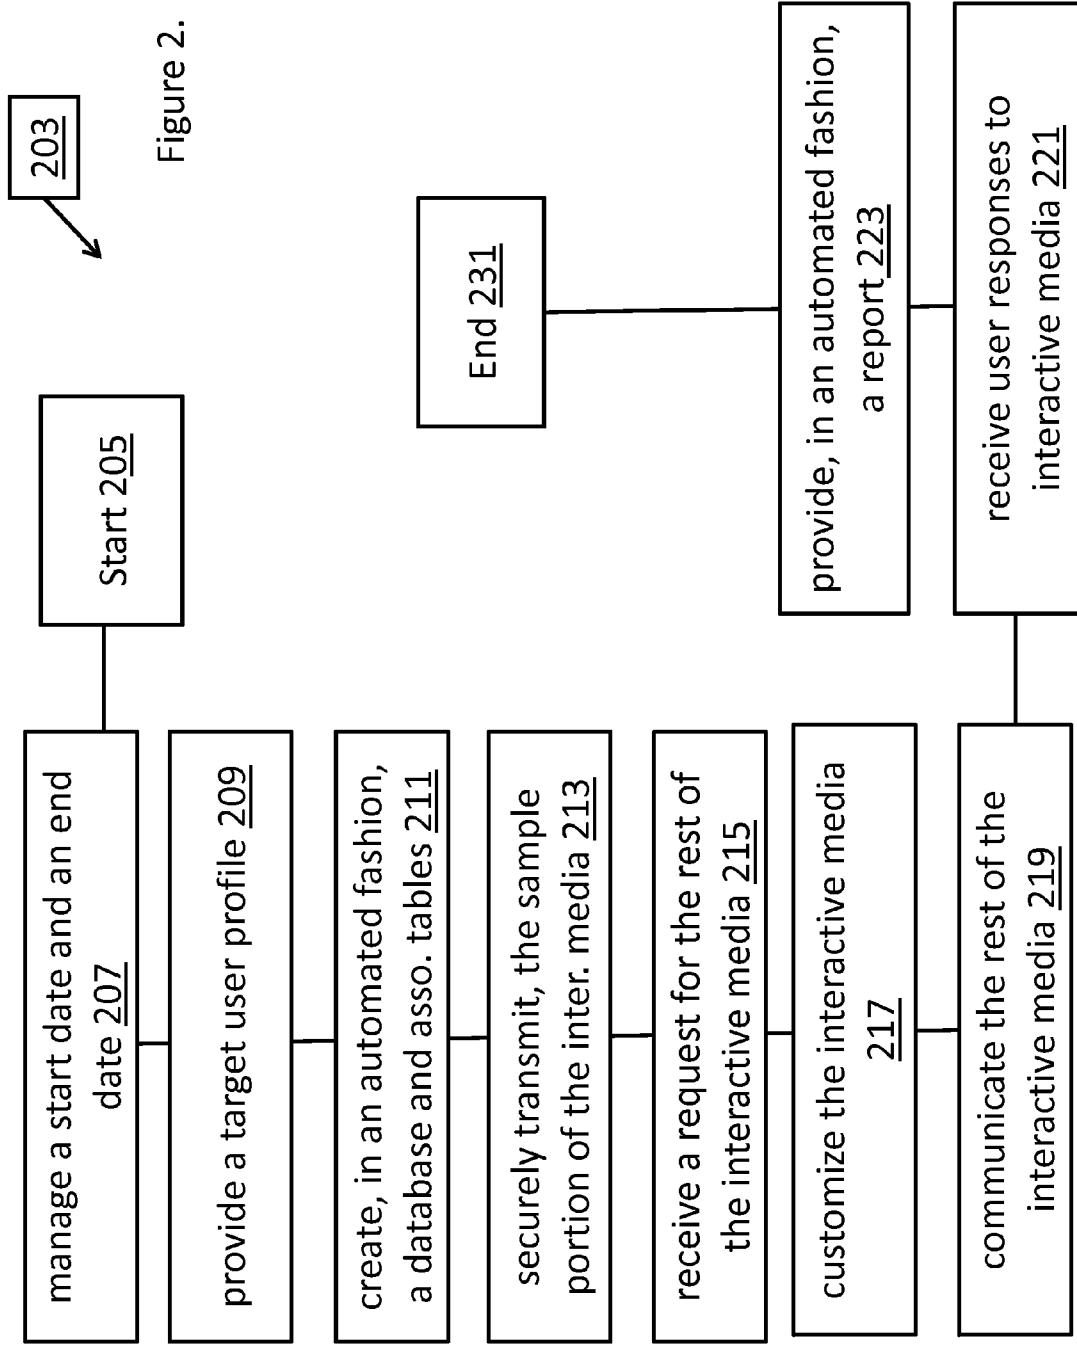 203
Figure 2.
Start 205
manage a start date and an end
date 207
provide a target user profile 209
create, in an automated fashion,
a database and asso. tables 211
securely transmit, the sample
portion of the inter. media 213
receive a request for the rest of
the interactive media 215
customize the interactive media
217
communicate the rest of the
interactive media 219
receive user responses to
interactive media 221
provide, in an automated fashion,
a report 223
End 231